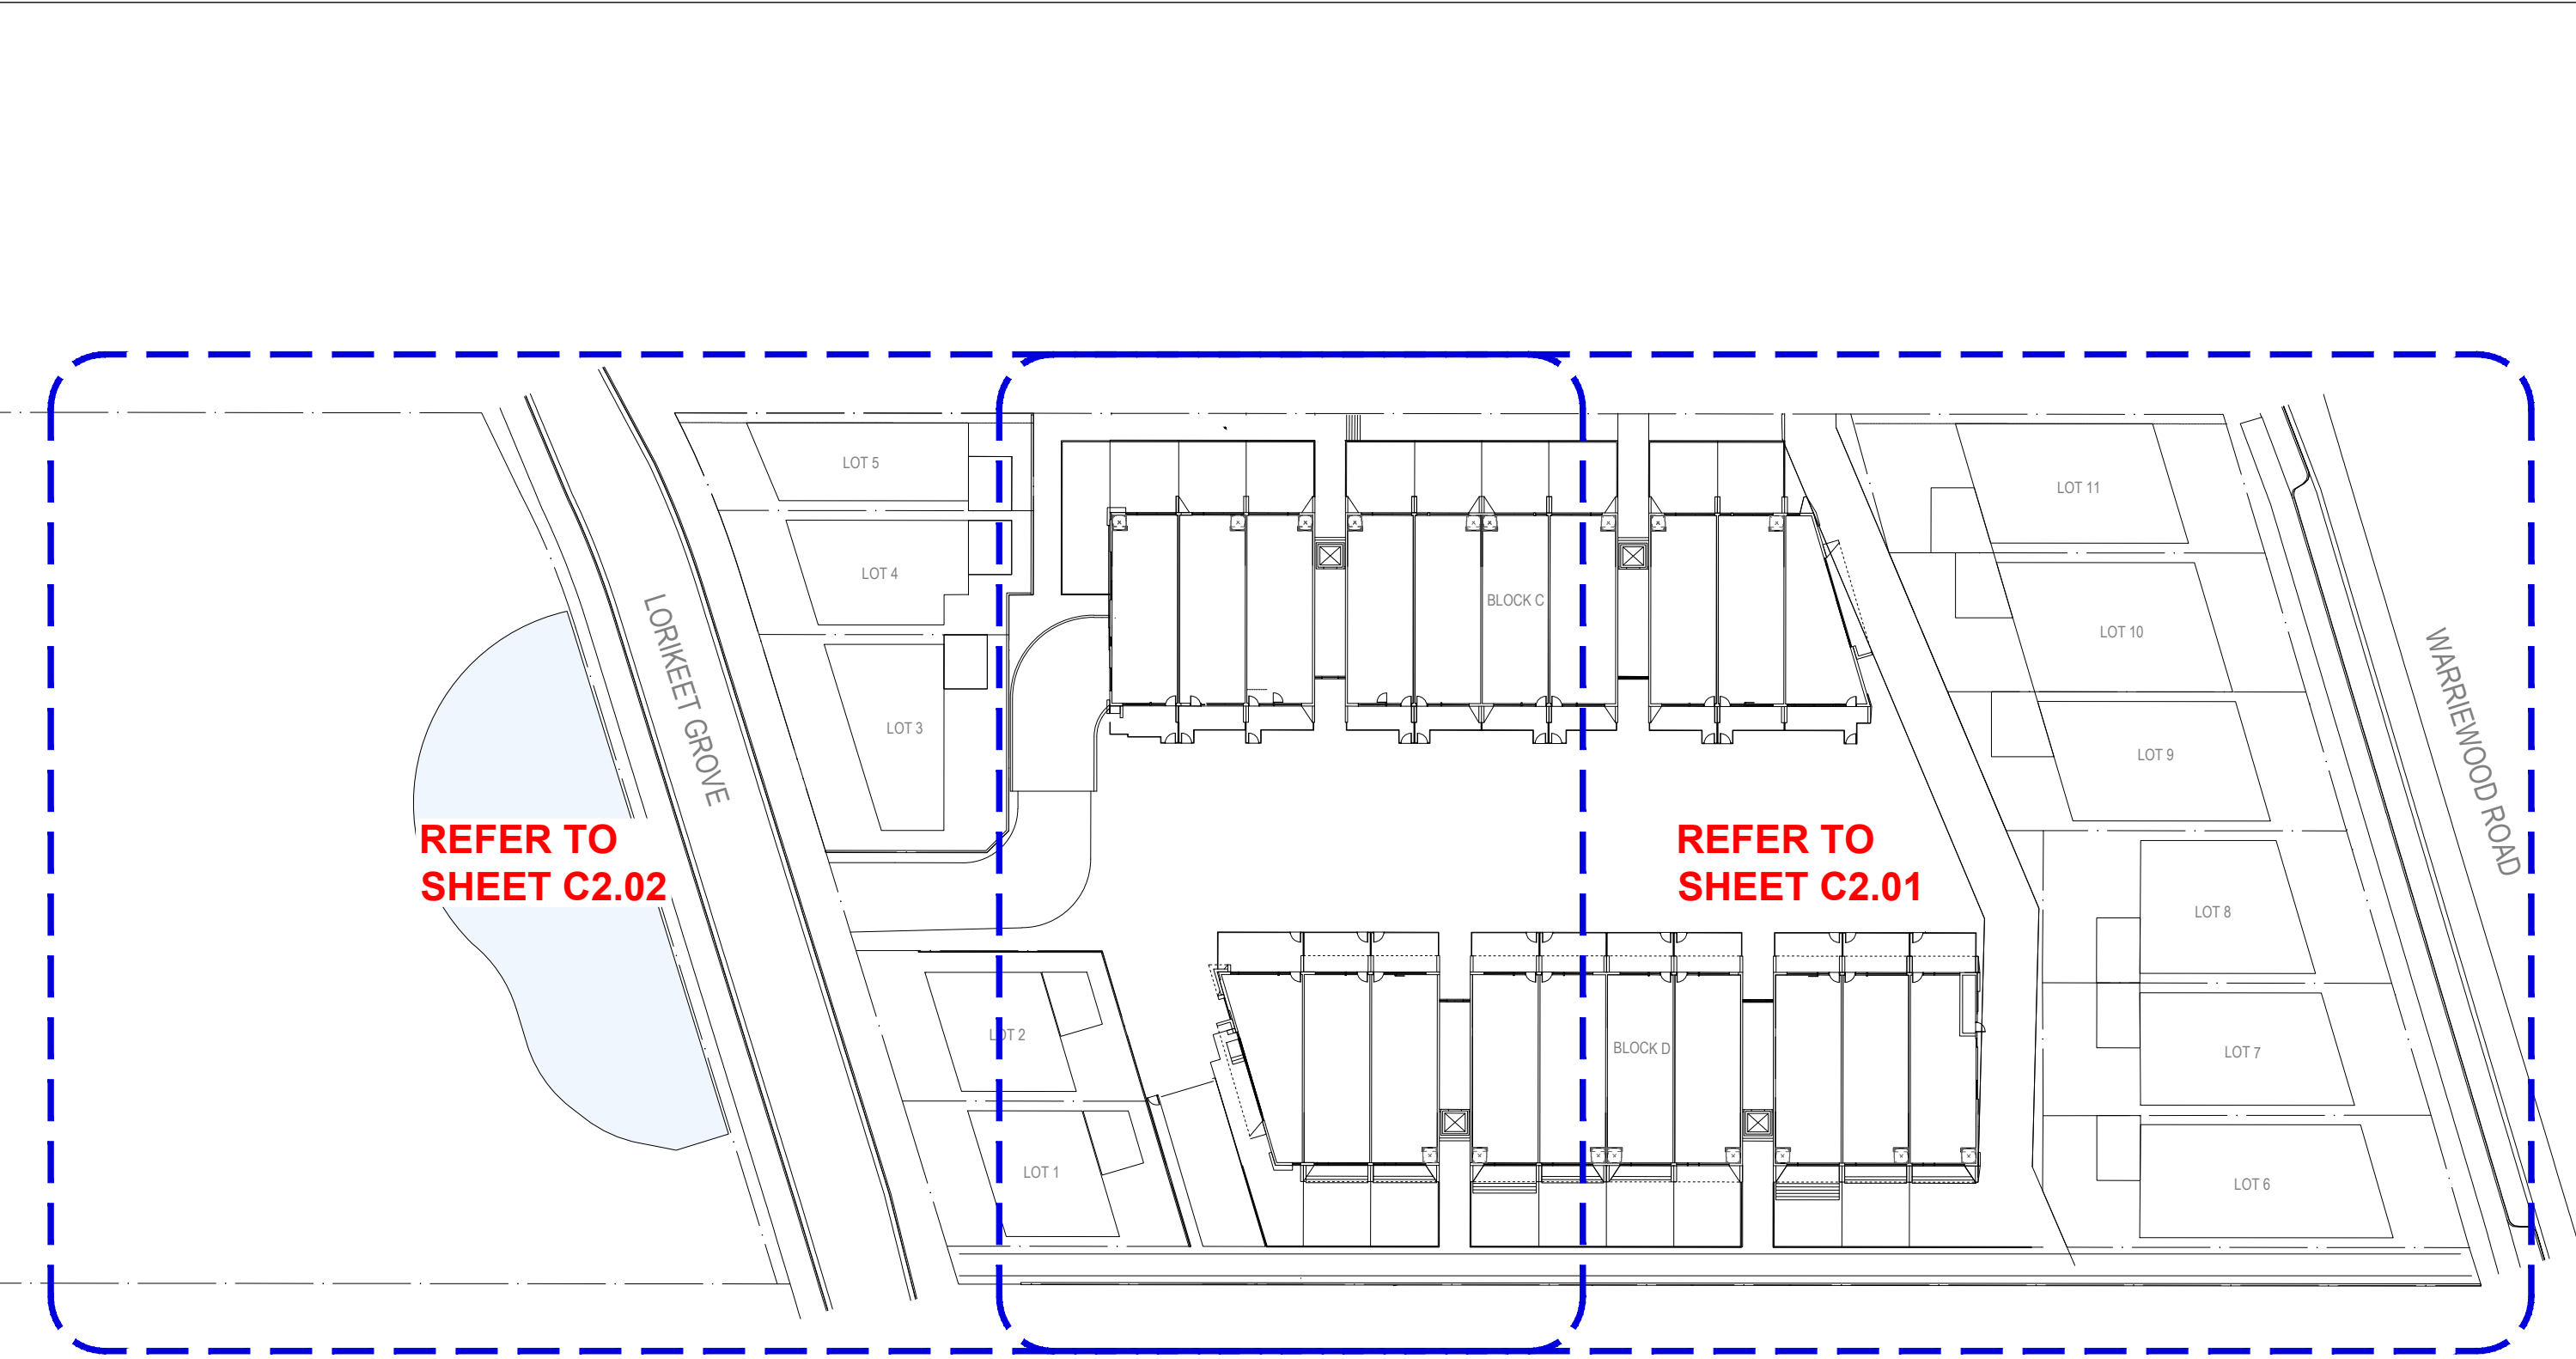 LOT 5
LOT 11
LOT 4
BLOCK C
LOT 10
LORIKEET GROVE
LOT 3
LOT 9
WARRIEWOOD ROAD
REFER TO
SHEET C2.02
REFER TO
SHEET C2.01
LOT 8
LOT 2
BLOCK D
LOT 7
LOT 1
LOT 6